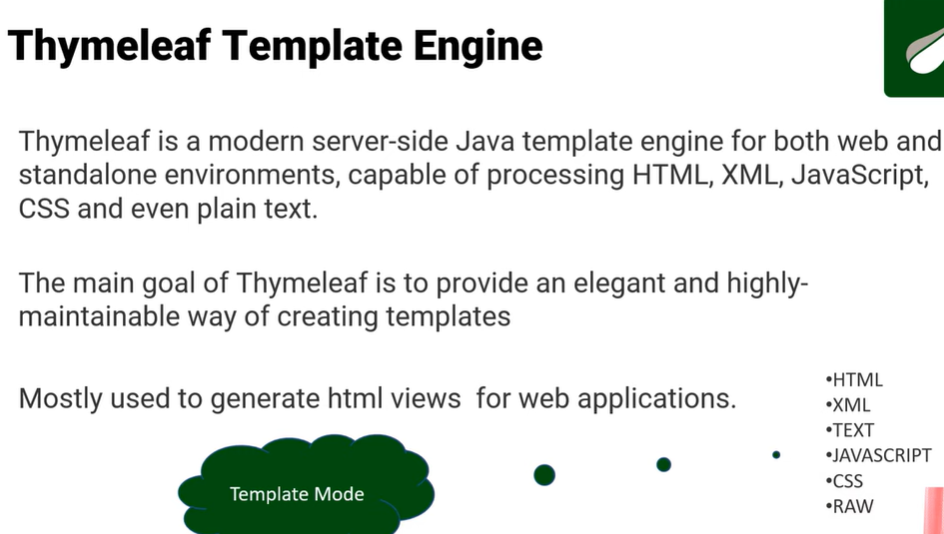 Thymeleaf Template Engine
Thymeleaf is a modern server-side Java template engine for both web and
standalone environments, capable of processing HTML, XML, JavaScript,
CSS and even plain text.
The main goal of Thymeleaf is to provide an elegant and highly-
maintainable way of creating templates
Mostly used to generate html views  for web applications.
Template Mode
•HTML
•XML
•TEXT
•JAVASCRIPT
•CSS
•RAW